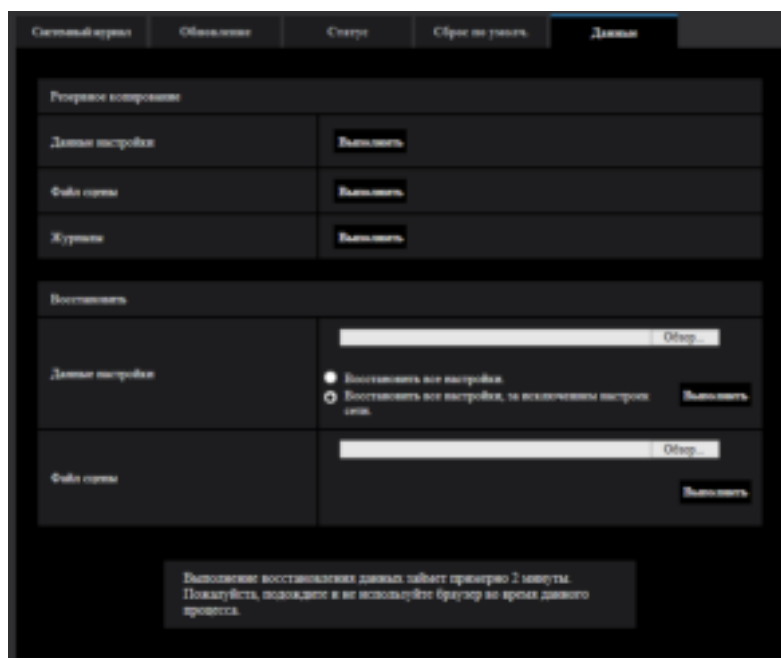 Системный журнал Обновление Статус Сброс по умолч. Данные
Резервное копирование
Данные настройки Выполнить
Файл сцены Выполнить
Журналы Выполнить
Восстановить
Обзор...
Данные настройки
Восстановить все настройки.
Восстановить все настройки, за исключением настроек
сети.
Выполнить
Обзор...
Файл сцены
Выполнить
Выполнение восстановления данных займет примерно 2 минуты.
Пожалуйста, подождите и не используйте браузер во время данного
процесса.